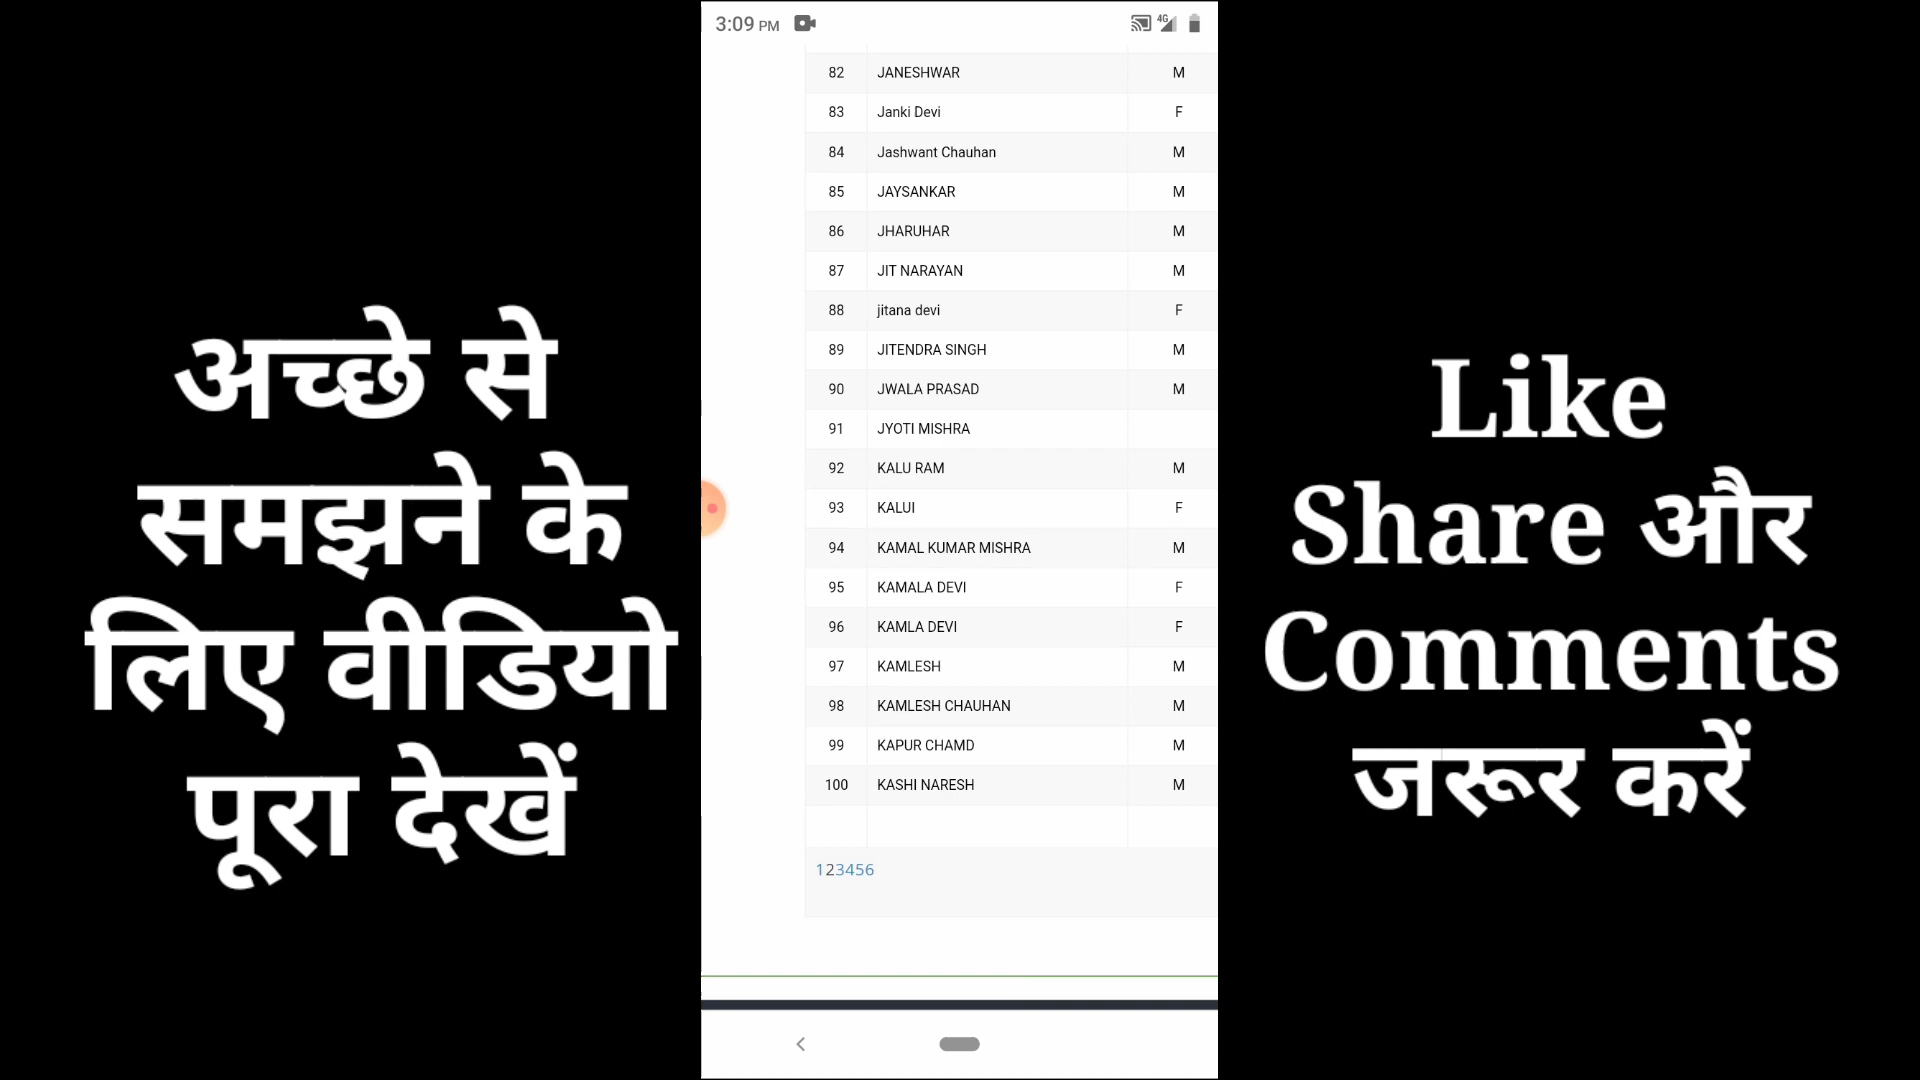 3:09 PM
4G
अच्छे से
समझने के
लिए वीडियो
पूरा देखें
82 JANESHWAR M
83 Janki Devi F
84 Jashwant Chauhan M
85 JAYSANKAR M
86 JHARUHAR M
87 JIT NARAYAN M
88 jitana devi F
89 JITENDRA SINGH M
90 JWALA PRASAD M
91 JYOTI MISHRA
92 KALU RAM M
93 KALUI F
94 KAMAL KUMAR MISHRA M
95 KAMALA DEVI F
96 KAMLA DEVI F
97 KAMLESH M
98 KAMLESH CHAUHAN M
99 KAPUR CHAMD M
100 KASHI NARESH M
123456
Like
Share और
Comments
जरूर करें